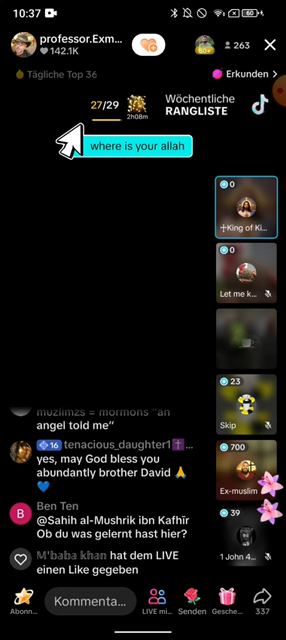 10:37
60
professor.Exm...
142.1K
60+
263
Tägliche Top 36
Erkunden >
27/29
2h08m
Wöchentliche
RANGLISTE
where is your allah
0
✝King of Ki...
0
Let me k...
23
Skip
muzlimzs = mormons "an
angel told me"
16 tenacious_daughter1✝...
yes, may God bless you
abundantly brother David 🙏
💙
700
Ex-muslim
B Ben Ten
@Sahih al-Mushrik ibn Kafhîr
Ob du was gelernt hast hier?
39
1 John 4...
M'baba khan hat dem LIVE
einen Like gegeben
Abonn...
Kommenta...
LIVE mi...
Senden
Gesche...
337